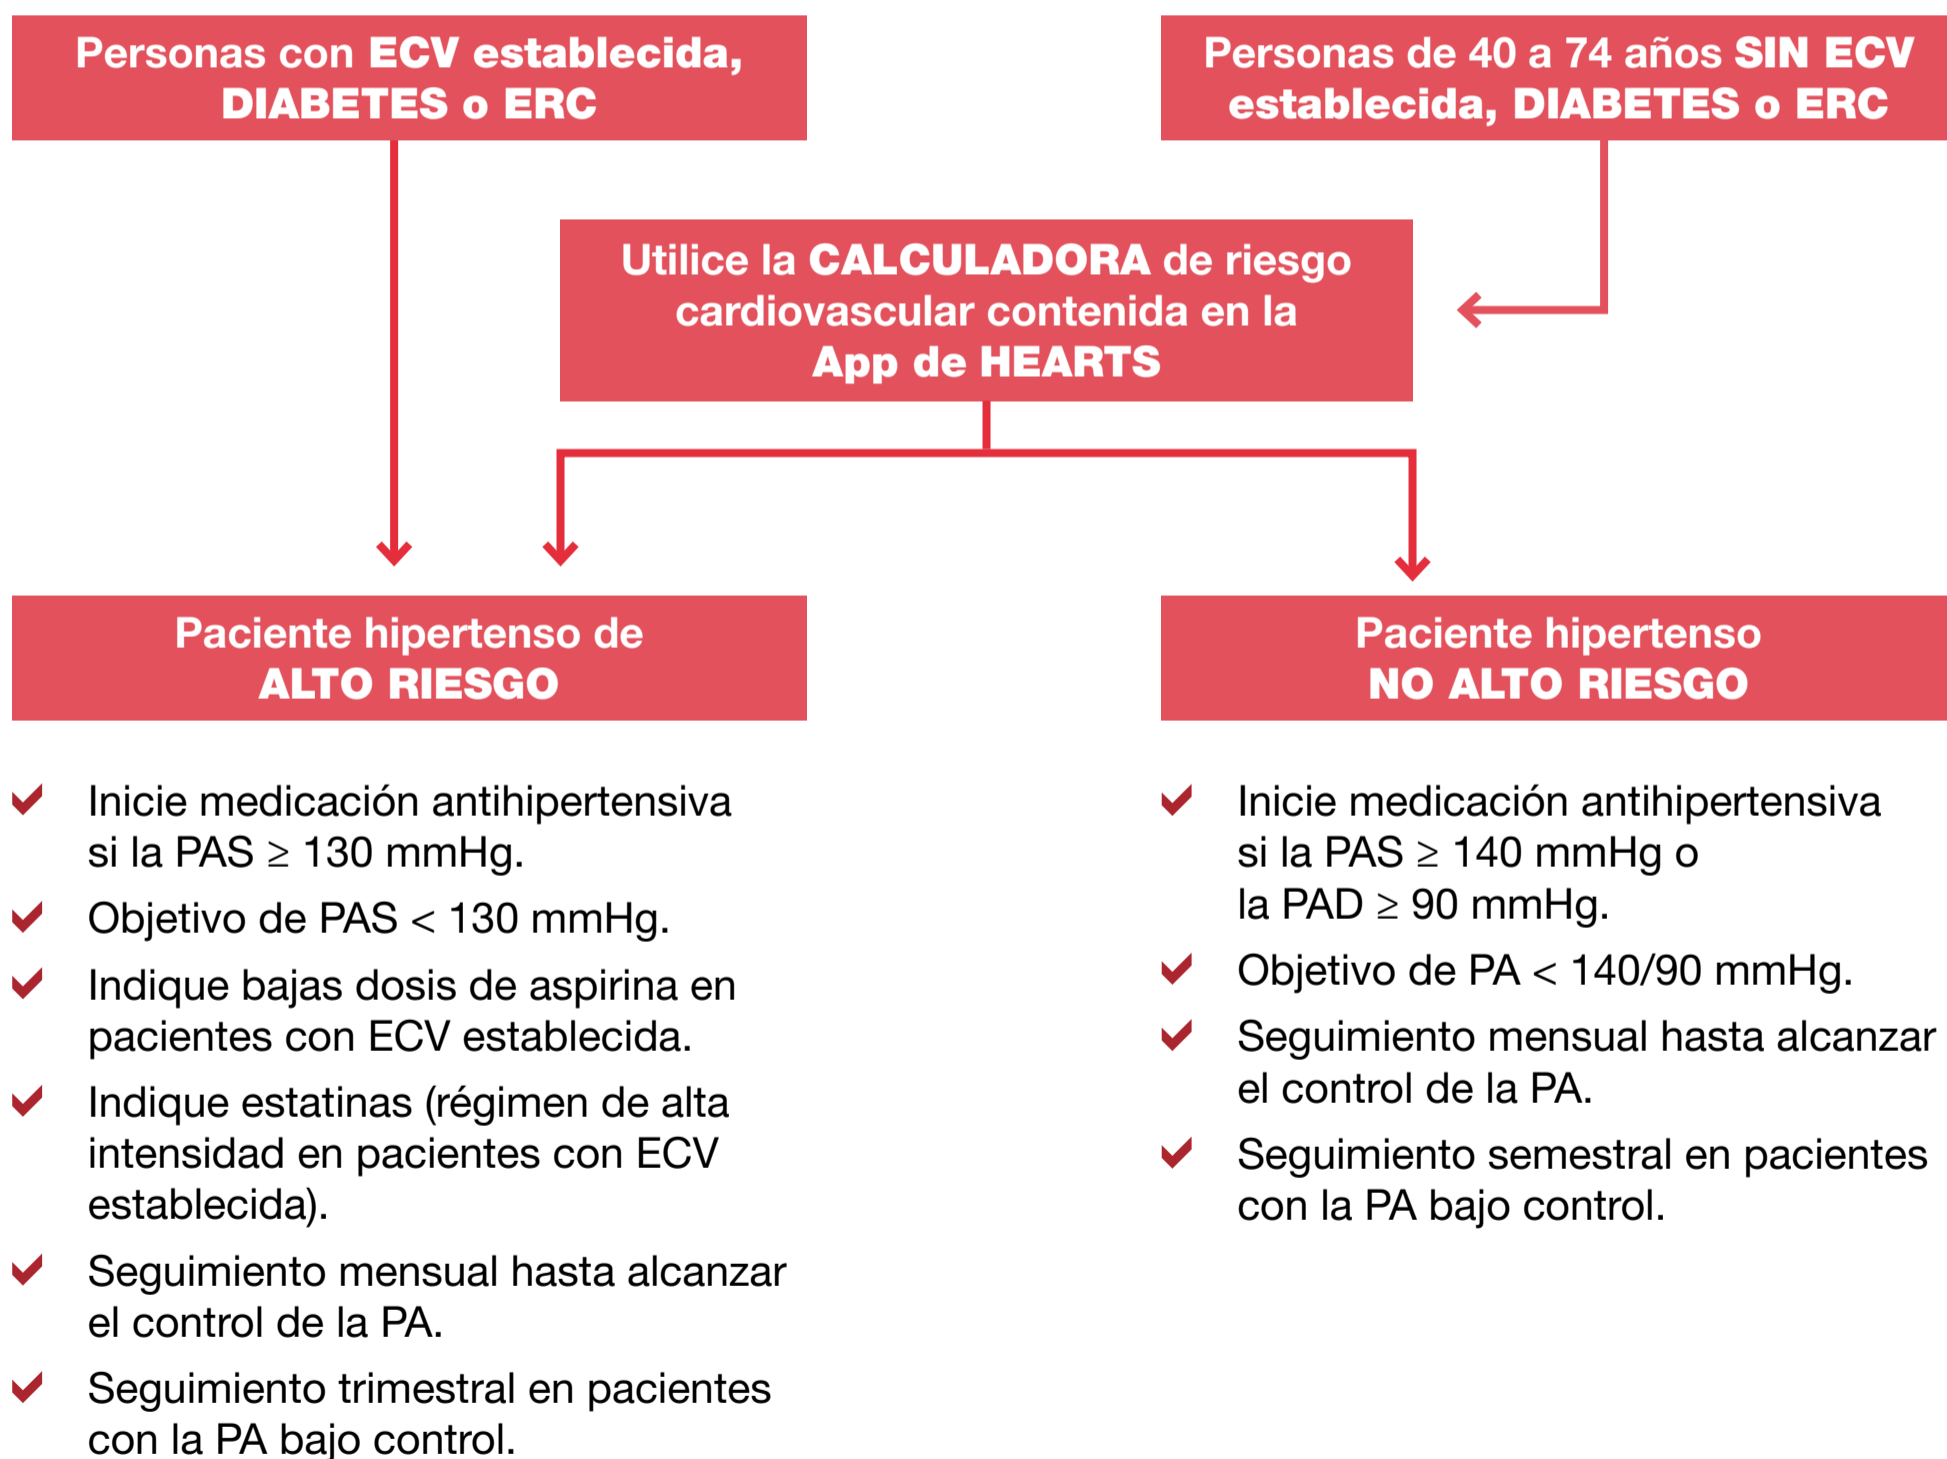 Personas con ECV establecida,
DIABETES o ERC
Personas de 40 a 74 años SIN ECV
establecida, DIABETES o ERC
Utilice la CALCULADORA de riesgo
cardiovascular contenida en la
App de HEARTS
Paciente hipertenso de
ALTO RIESGO
Inicie medicación antihipertensiva
si la PAS ≥ 130 mmHg.
Objetivo de PAS < 130 mmHg.
Indique bajas dosis de aspirina en
pacientes con ECV establecida.
Indique estatinas (régimen de alta
intensidad en pacientes con ECV
establecida).
Seguimiento mensual hasta alcanzar
el control de la PA.
Seguimiento trimestral en pacientes
con la PA bajo control.
Paciente hipertenso
NO ALTO RIESGO
Inicie medicación antihipertensiva
si la PAS ≥ 140 mmHg o
la PAD ≥ 90 mmHg.
Objetivo de PA < 140/90 mmHg.
Seguimiento mensual hasta alcanzar
el control de la PA.
Seguimiento semestral en pacientes
con la PA bajo control.